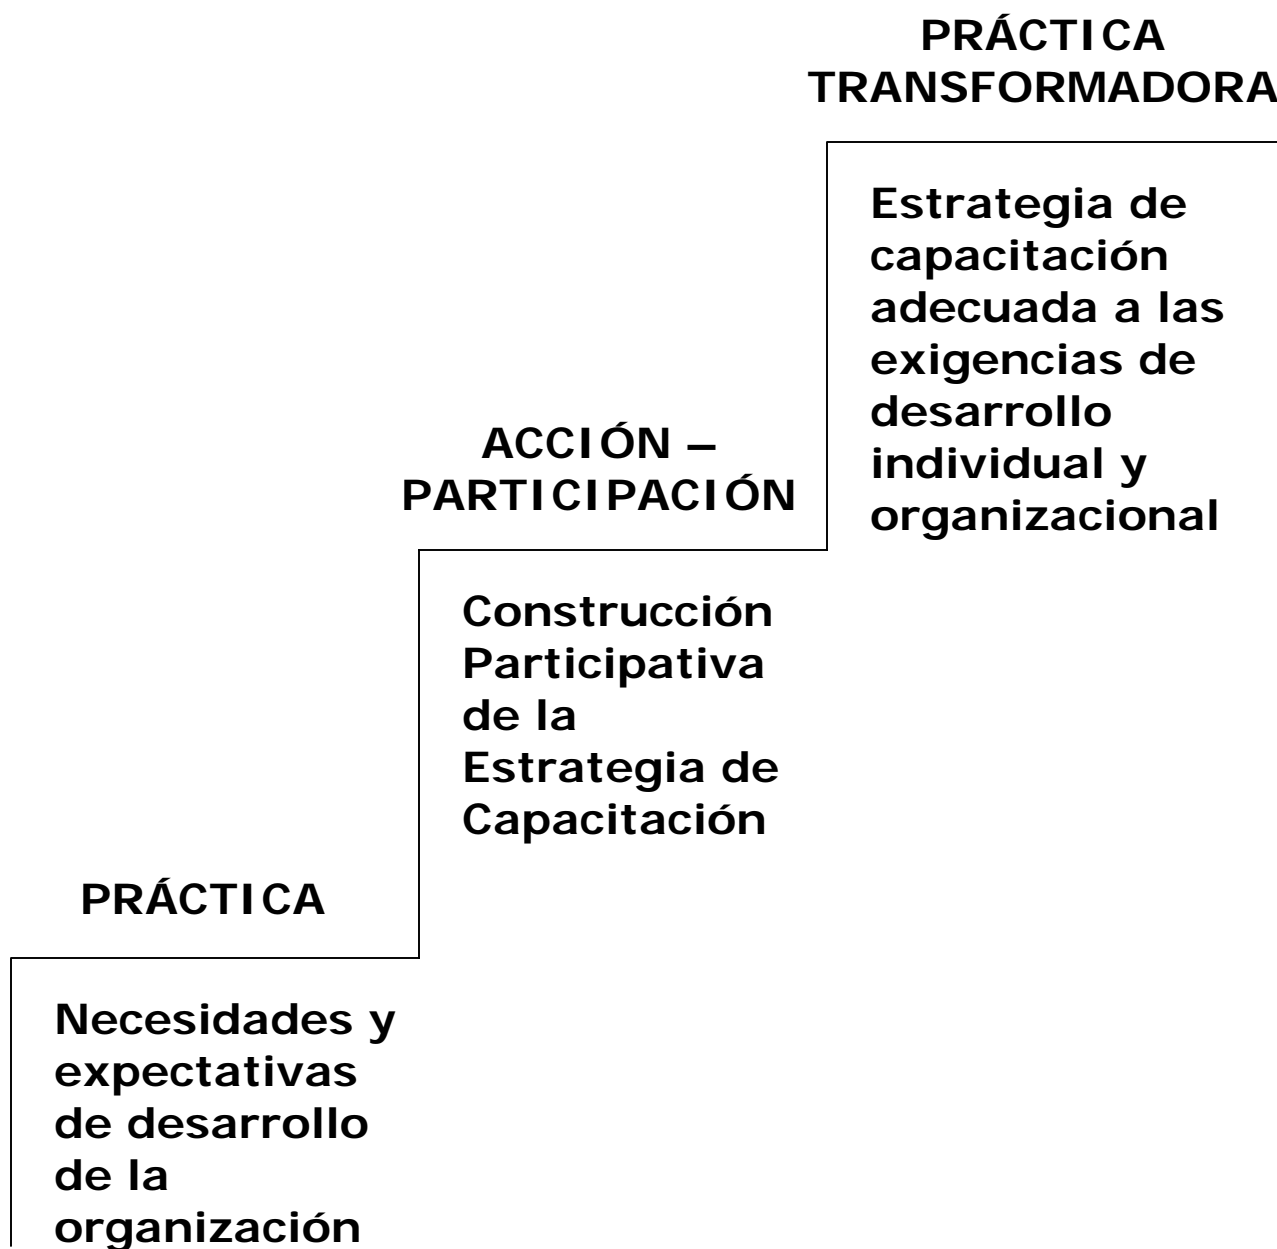 PRÁCTICA
TRANSFORMADORA
Estrategia de
capacitación
adecuada a las
exigencias de
desarrollo
individual y
organizacional
ACCIÓN –
PARTICIPACIÓN
Construcción
Participativa
de la
Estrategia de
Capacitación
PRÁCTICA
Necesidades y
expectativas
de desarrollo
de la
organización